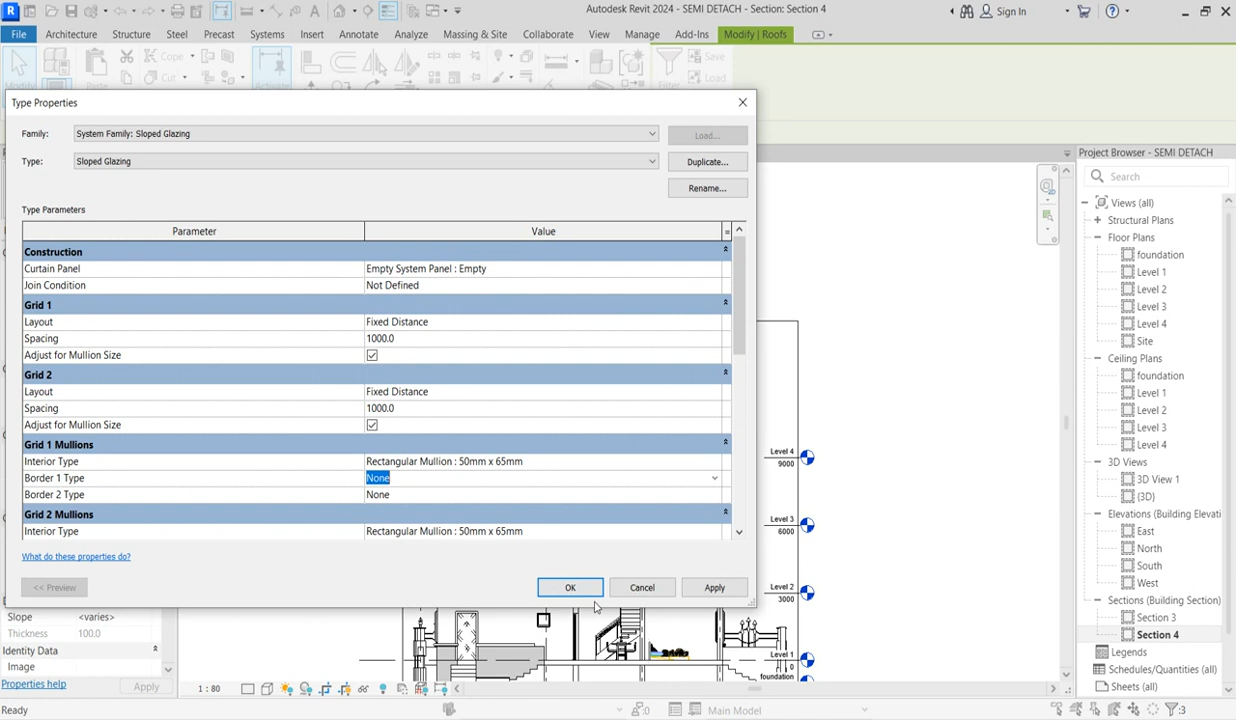 R
Autodesk Revit 2024 - SEMI DETACH - Section: Section 4
Sign In
File Architecture Structure Steel Precast Systems Insert Annotate Analyze Massing & Site Collaborate View Manage Add-Ins Modify | Roofs
Cope
Save
Modify
Paste
Cut
Activate
Load
Filter
Type Properties
Family: System Family: Sloped Glazing Load...
Type: Sloped Glazing Duplicate...
Rename...
Type Parameters
Parameter Value =
Construction
Curtain Panel Empty System Panel : Empty
Join Condition Not Defined
Grid 1
Layout Fixed Distance
Spacing 1000.0
Adjust for Mullion Size
Grid 2
Layout Fixed Distance
Spacing 1000.0
Adjust for Mullion Size
Grid 1 Mullions
Interior Type Rectangular Mullion : 50mm x 65mm
Border 1 Type None
Border 2 Type None
Grid 2 Mullions
Interior Type Rectangular Mullion : 50mm x 65mm
What do these properties do?
<< Preview OK Cancel Apply
Slope <varies>
Thickness 100.0
Identity Data
Image
Properties help Apply
Level 4
9000
Level 3
6000
Level 2
3000
Level 1
0
foundation
Project Browser - SEMI DETACH
Search
Views (all)
Structural Plans
Floor Plans
foundation
Level 1
Level 2
Level 3
Level 4
Site
Ceiling Plans
foundation
Level 1
Level 2
Level 3
Level 4
3D Views
3D View 1
{3D}
Elevations (Building Elevati
East
North
South
West
Sections (Building Section)
Section 3
Section 4
Legends
Schedules/Quantities (all)
Sheets (all)
1 : 80
Ready
:0
Main Model
:3